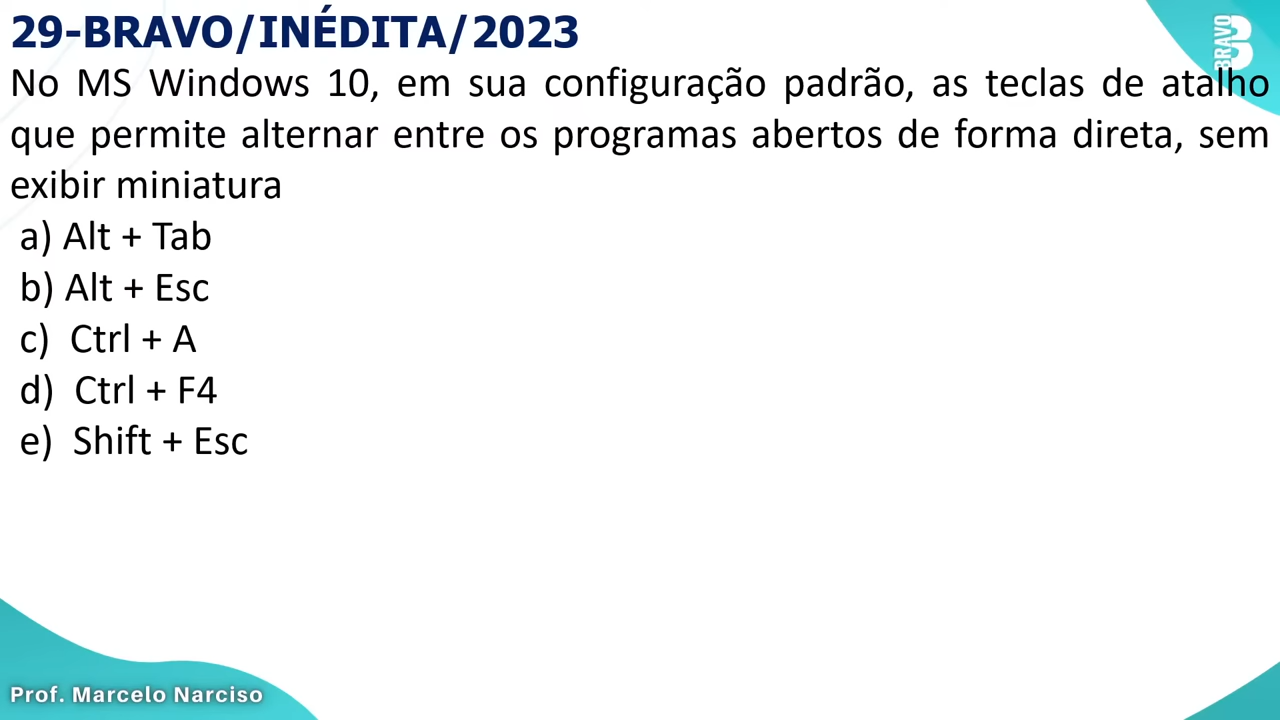 29-BRAVO/INÉDITA/2023
BRAVO
No MS Windows 10, em sua configuração padrão, as teclas de atalho
que permite alternar entre os programas abertos de forma direta, sem
exibir miniatura
a) Alt + Tab
b) Alt + Esc
c) Ctrl + A
d) Ctrl + F4
e) Shift + Esc
Prof. Marcelo Narciso